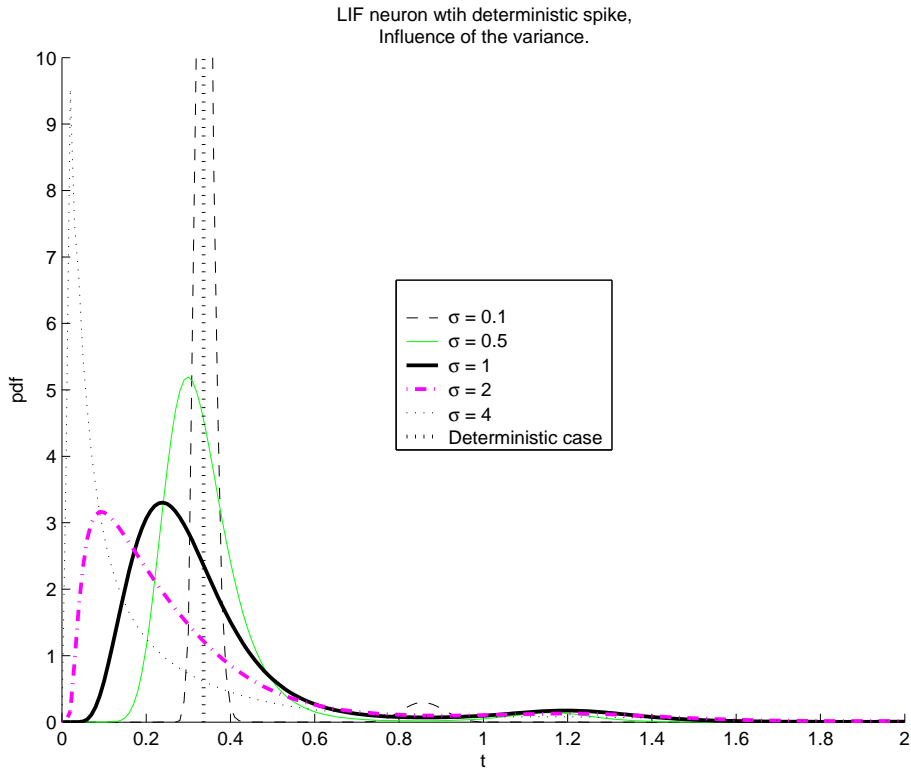 LIF neuron wtih deterministic spike,
Influence of the variance.
10
9
8
7
6
5
4
3
2
1
0
pdf
σ = 0.1
σ = 0.5
σ = 1
σ = 2
σ = 4
Deterministic case
0 0.2 0.4 0.6 0.8 1 1.2 1.4 1.6 1.8 2
t